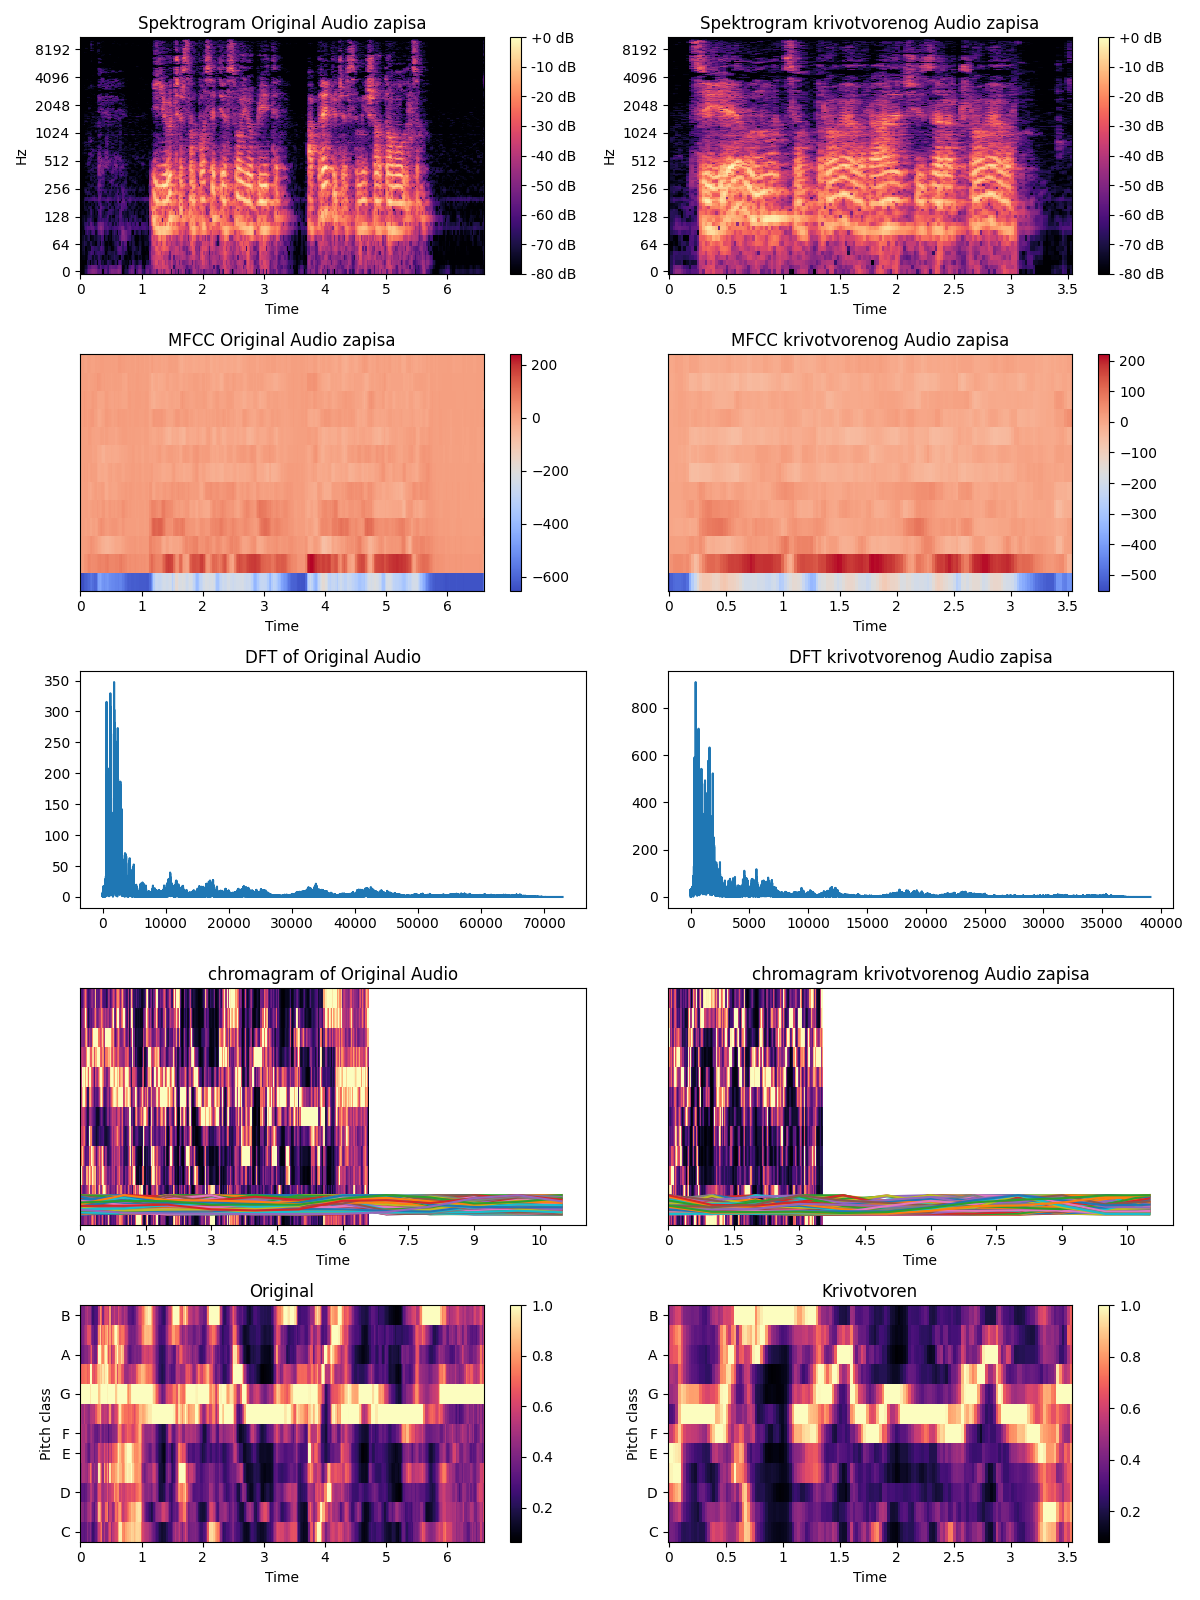 Spektrogram Original Audio zapisa
Spektrogram krivotvorenog Audio zapisa
8192
4096
2048
1024
512
256
128
64
0
Hz
0 1 2 3 4 5 6
Time
+0 dB
-10 dB
-20 dB
-30 dB
-40 dB
-50 dB
-60 dB
-70 dB
-80 dB
8192
4096
2048
1024
512
256
128
64
0
Hz
0 0.5 1 1.5 2 2.5 3 3.5
Time
+0 dB
-10 dB
-20 dB
-30 dB
-40 dB
-50 dB
-60 dB
-70 dB
-80 dB
MFCC Original Audio zapisa
MFCC krivotvorenog Audio zapisa
0 1 2 3 4 5 6
Time
200
0
−200
−400
−600
0 0.5 1 1.5 2 2.5 3 3.5
Time
200
100
0
−100
−200
−300
−400
−500
DFT of Original Audio
DFT krivotvorenog Audio zapisa
350
300
250
200
150
100
50
0
0 10000 20000 30000 40000 50000 60000 70000
800
600
400
200
0
0 5000 10000 15000 20000 25000 30000 35000 40000
chromagram of Original Audio
chromagram krivotvorenog Audio zapisa
0 1.5 3 4.5 6 7.5 9 10
Time
0 1.5 3 4.5 6 7.5 9 10
Time
Original
Krivotvoren
B
A
G
F
E
D
C
Pitch class
0 1 2 3 4 5 6
Time
1.0
0.8
0.6
0.4
0.2
B
A
G
F
E
D
C
Pitch class
0 0.5 1 1.5 2 2.5 3 3.5
Time
1.0
0.8
0.6
0.4
0.2